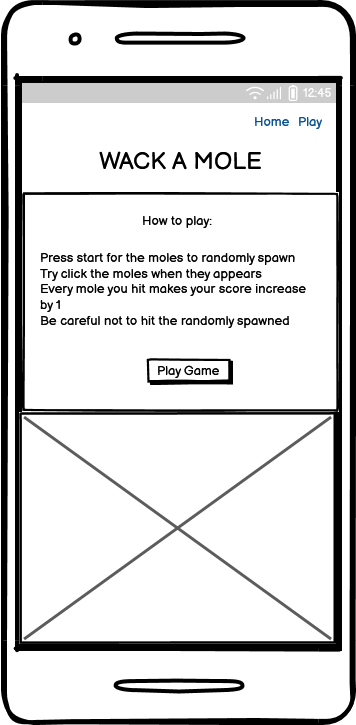 12:45
Home Play
WACK A MOLE
How to play:
Press start for the moles to randomly spawn
Try click the moles when they appears
Every mole you hit makes your score increase
by 1
Be careful not to hit the randomly spawned
Play Game